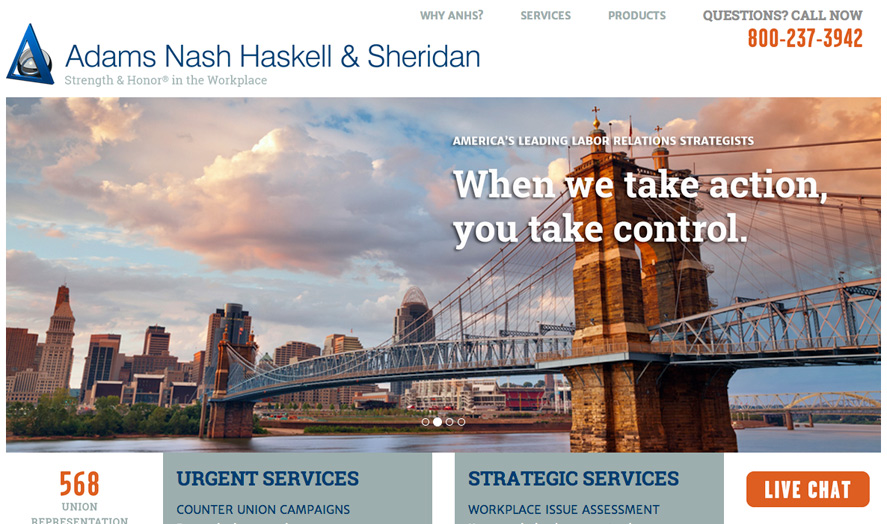 WHY ANHS?
SERVICES
PRODUCTS
QUESTIONS? CALL NOW
800-237-3942
Adams Nash Haskell & Sheridan
Strength & Honor® in the Workplace
AMERICA'S LEADING LABOR RELATIONS STRATEGISTS
When we take action,
you take control.
568
UNION
REPRESENTATION
URGENT SERVICES
COUNTER UNION CAMPAIGNS
STRATEGIC SERVICES
WORKPLACE ISSUE ASSESSMENT
LIVE CHAT